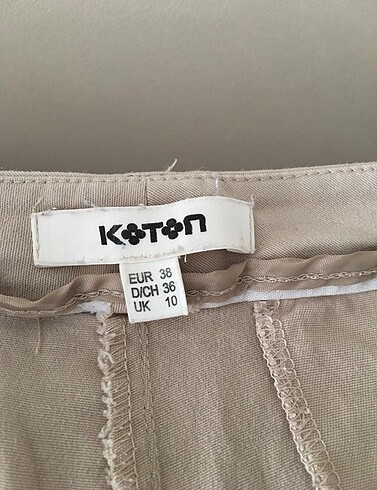 KOTON
EUR 38
D/CH 36
UK 10